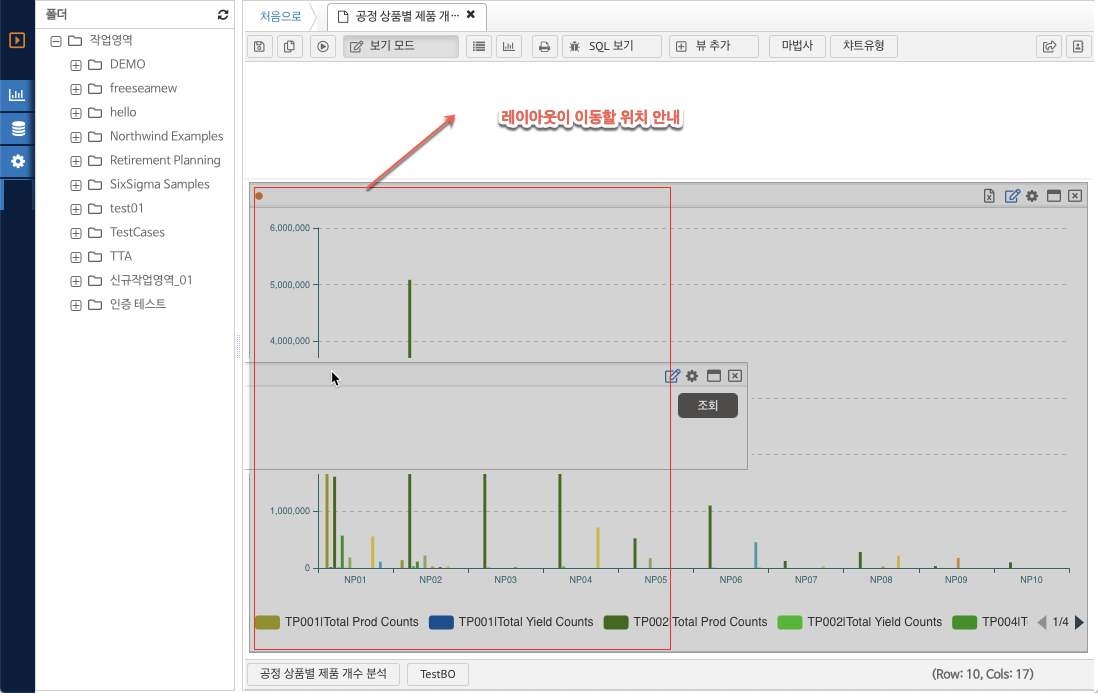 폴더
작업영역
DEMO
freeseamew
hello
Northwind Examples
Retirement Planning
SixSigma Samples
test01
TestCases
TTA
신규작업영역_01
인증 테스트
처음으로
공정 상품별 제품 개···
보기 모드
SQL 보기
뷰 추가
마법사
챠트유형
레이아웃이 이동할 위치 안내
6,000,000
5,000,000
4,000,000
조회
1,000,000
0
NP01 NP02 NP03 NP04 NP05 NP06 NP07 NP08 NP09 NP10
TP001|Total Prod Counts TP001|Total Yield Counts TP002|Total Prod Counts TP002|Total Yield Counts TP004|T 1/4
공정 상품별 제품 개수 분석 TestBO (Row: 10, Cols: 17)